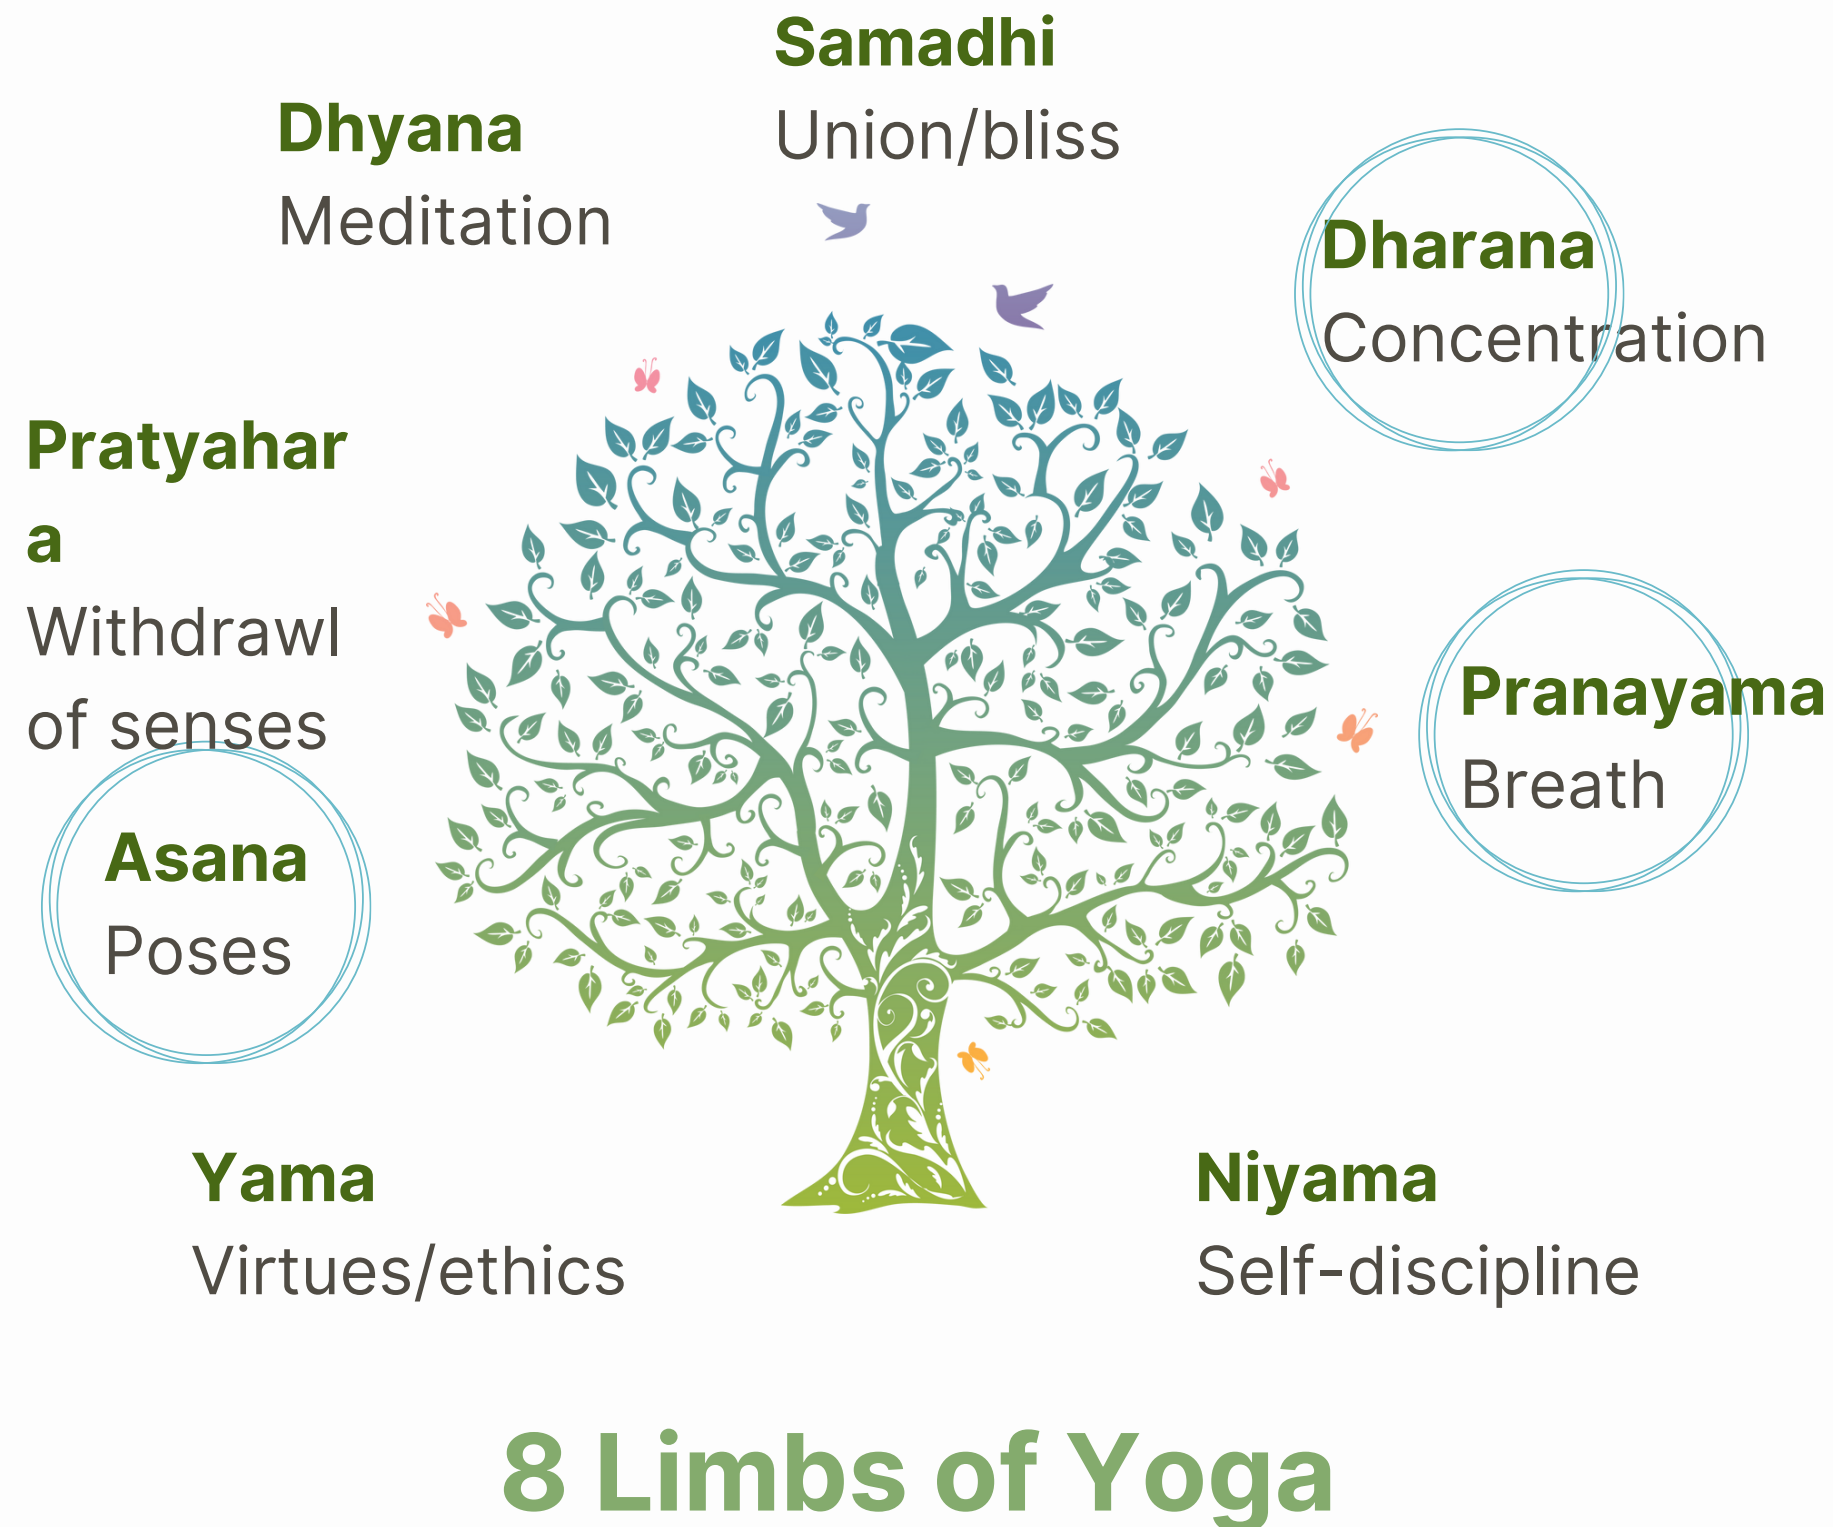 Samadhi
Union/bliss
Dhyana
Meditation
Dharana
Concentration
Pratyahar
a
Withdrawl
of senses
Pranayama
Breath
Asana
Poses
Yama
Virtues/ethics
Niyama
Self-discipline
8 Limbs of Yoga